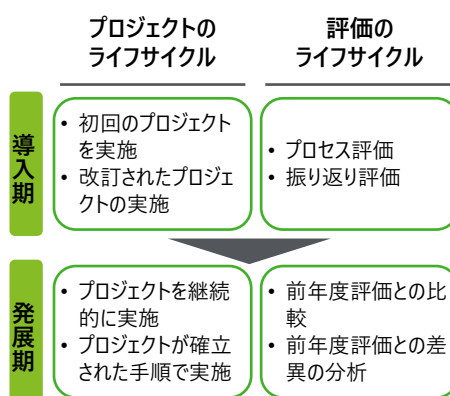 プロジェクトの
ライフサイクル
評価の
ライフサイクル
導入期
• 初回のプロジェクト
を実施
• 改訂されたプロジェ
クトの実施
• プロセス評価
• 振り返り評価
発展期
• プロジェクトを継続
的に実施
• プロジェクトが確立
された手順で実施
• 前年度評価との比
較
• 前年度評価との差
異の分析